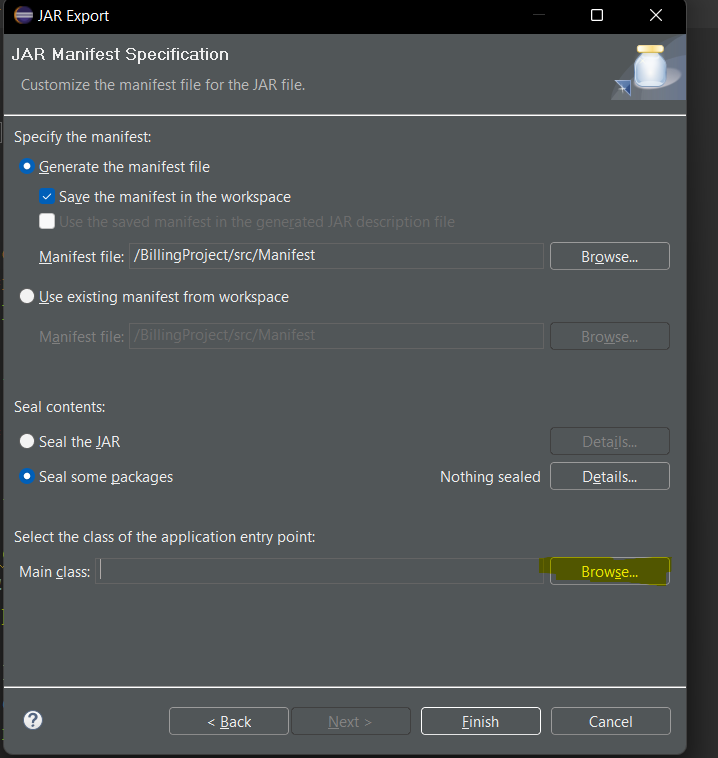 JAR Export
JAR Manifest Specification
Customize the manifest file for the JAR file.
Specify the manifest:
Generate the manifest file
Save the manifest in the workspace
Use the saved manifest in the generated JAR description file
Manifest file: /BillingProject/src/Manifest Browse...
Use existing manifest from workspace
Manifest file: /BillingProject/src/Manifest Browse...
Seal contents:
Seal the JAR Details...
Seal some packages Nothing sealed Details...
Select the class of the application entry point:
Main class: Browse...
? < Back Next > Finish Cancel